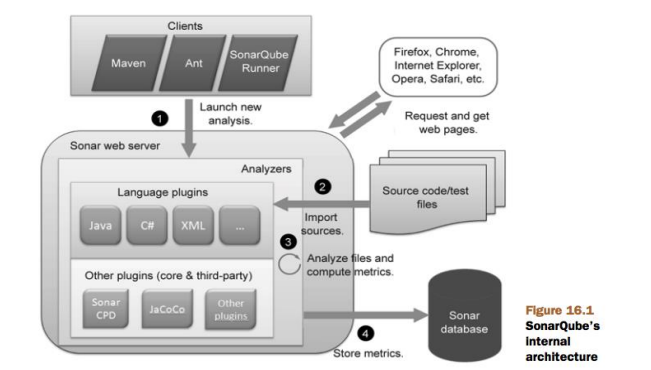 Clients
Maven
Ant
SonarQube
Runner
Firefox, Chrome,
Internet Explorer,
Opera, Safari, etc.
1
Launch new
analysis.
Request and get
web pages.
Sonar web server
Analyzers
Language plugins
Java
C#
XML
...
2
Import
sources.
Source code/test
files
3
Analyze files and
compute metrics.
Other plugins (core & third-party)
Sonar
CPD
JaCoCo
Other
plugins
4
Store metrics.
Sonar
database
Figure 16.1
SonarQube's
internal
architecture